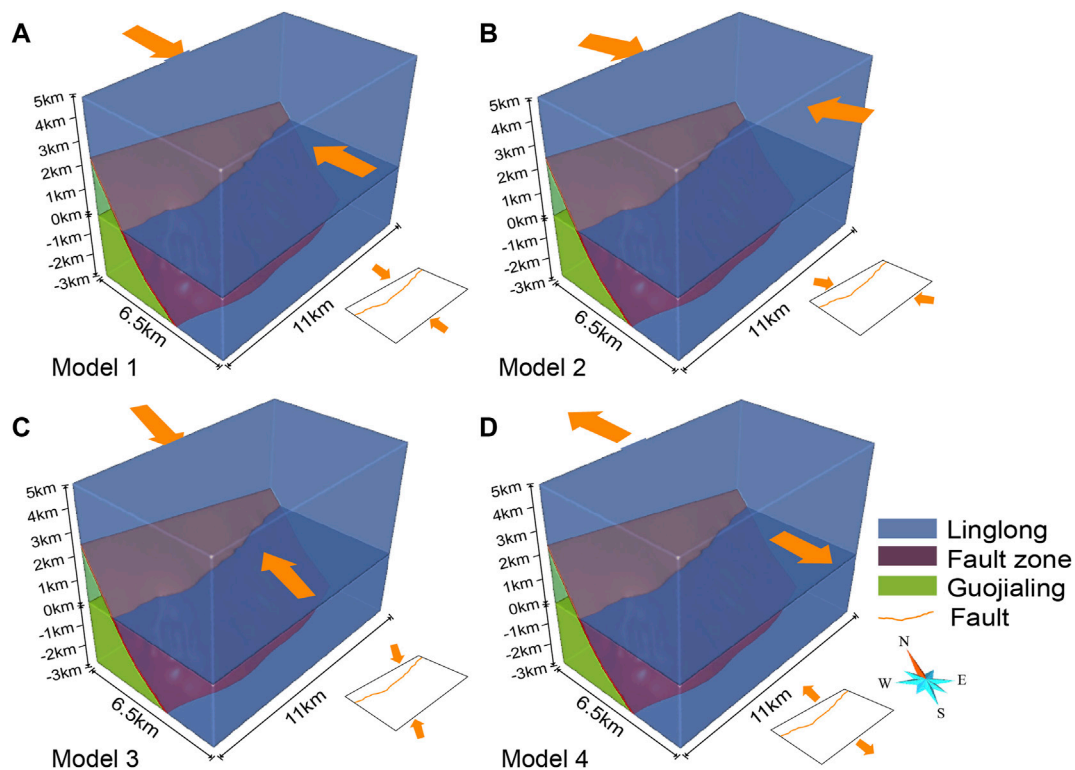 A
5km
4km
3km
2km
1km
0km
-1km
-2km
-3km
6.5km
11km
Model 1
B
5km
4km
3km
2km
1km
0km
-1km
-2km
-3km
6.5km
11km
Model 2
C
5km
4km
3km
2km
1km
0km
-1km
-2km
-3km
6.5km
11km
Model 3
D
5km
4km
3km
2km
1km
0km
-1km
-2km
-3km
6.5km
11km
Model 4
Linglong
Fault zone
Guojialing
Fault
N
W
E
S